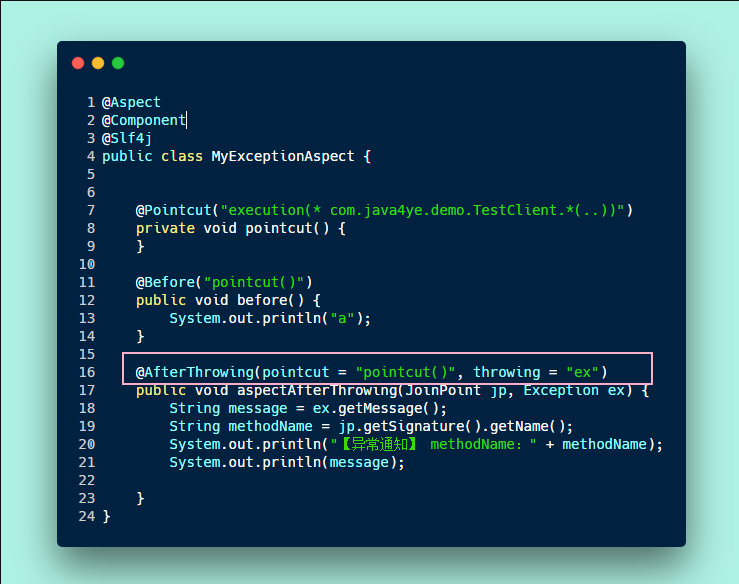 1 @Aspect
2 @Component
3 @Slf4j
4 public class MyExceptionAspect {
5
6
7 @Pointcut("execution(* com.java4ye.demo.TestClient.*(..))")
8 private void pointcut() {
9 }
10
11 @Before("pointcut()")
12 public void before() {
13 System.out.println("a");
14 }
15
16 @AfterThrowing(pointcut = "pointcut()", throwing = "ex")
17 public void aspectAfterThrowing(JoinPoint jp, Exception ex) {
18 String message = ex.getMessage();
19 String methodName = jp.getSignature().getName();
20 System.out.println("【异常通知】 methodName：" + methodName);
21 System.out.println(message);
22
23 }
24 }